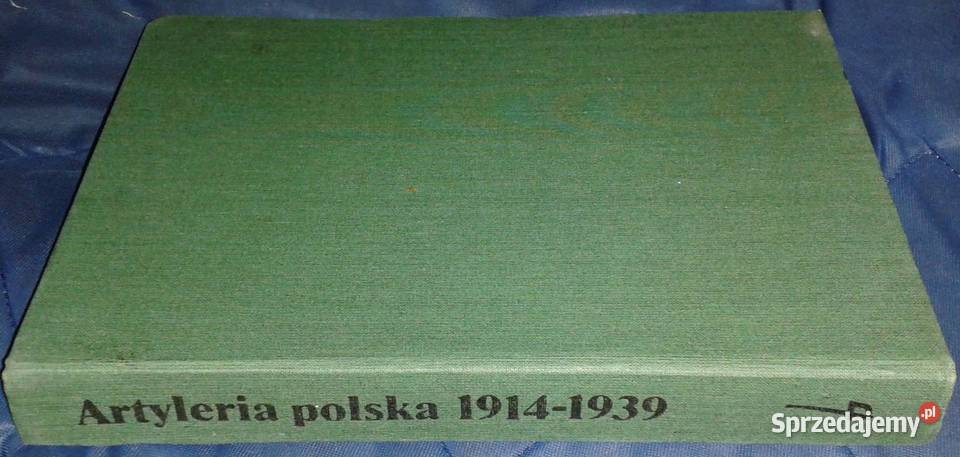 Artyleria polska 1914-1939
Sprzedajemy.pl